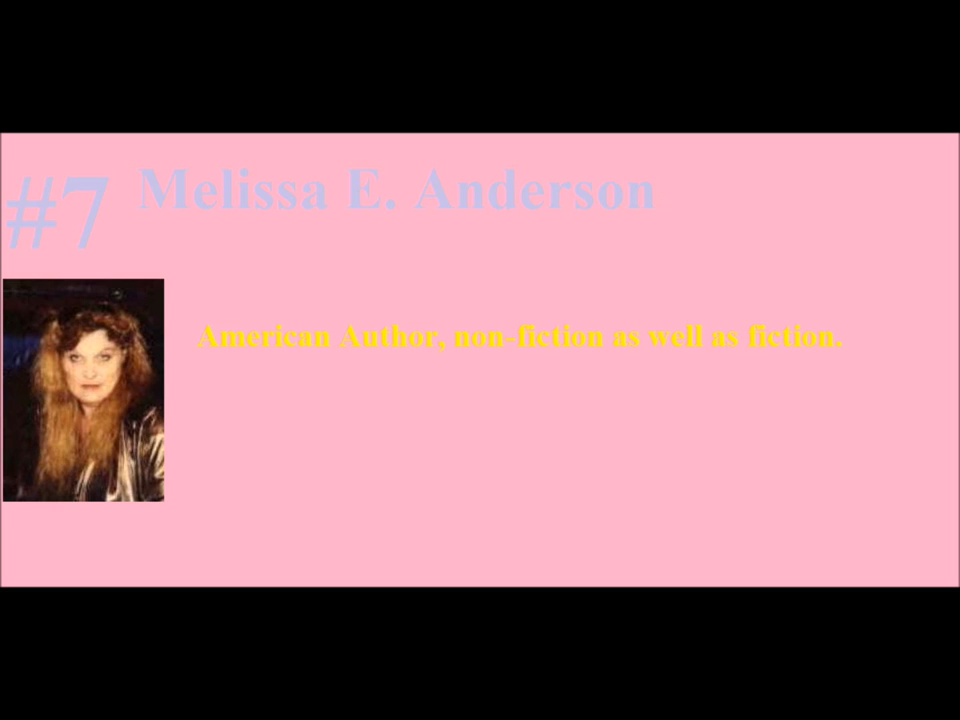 #7 Melissa E. Anderson
American Author, non-fiction as well as fiction.